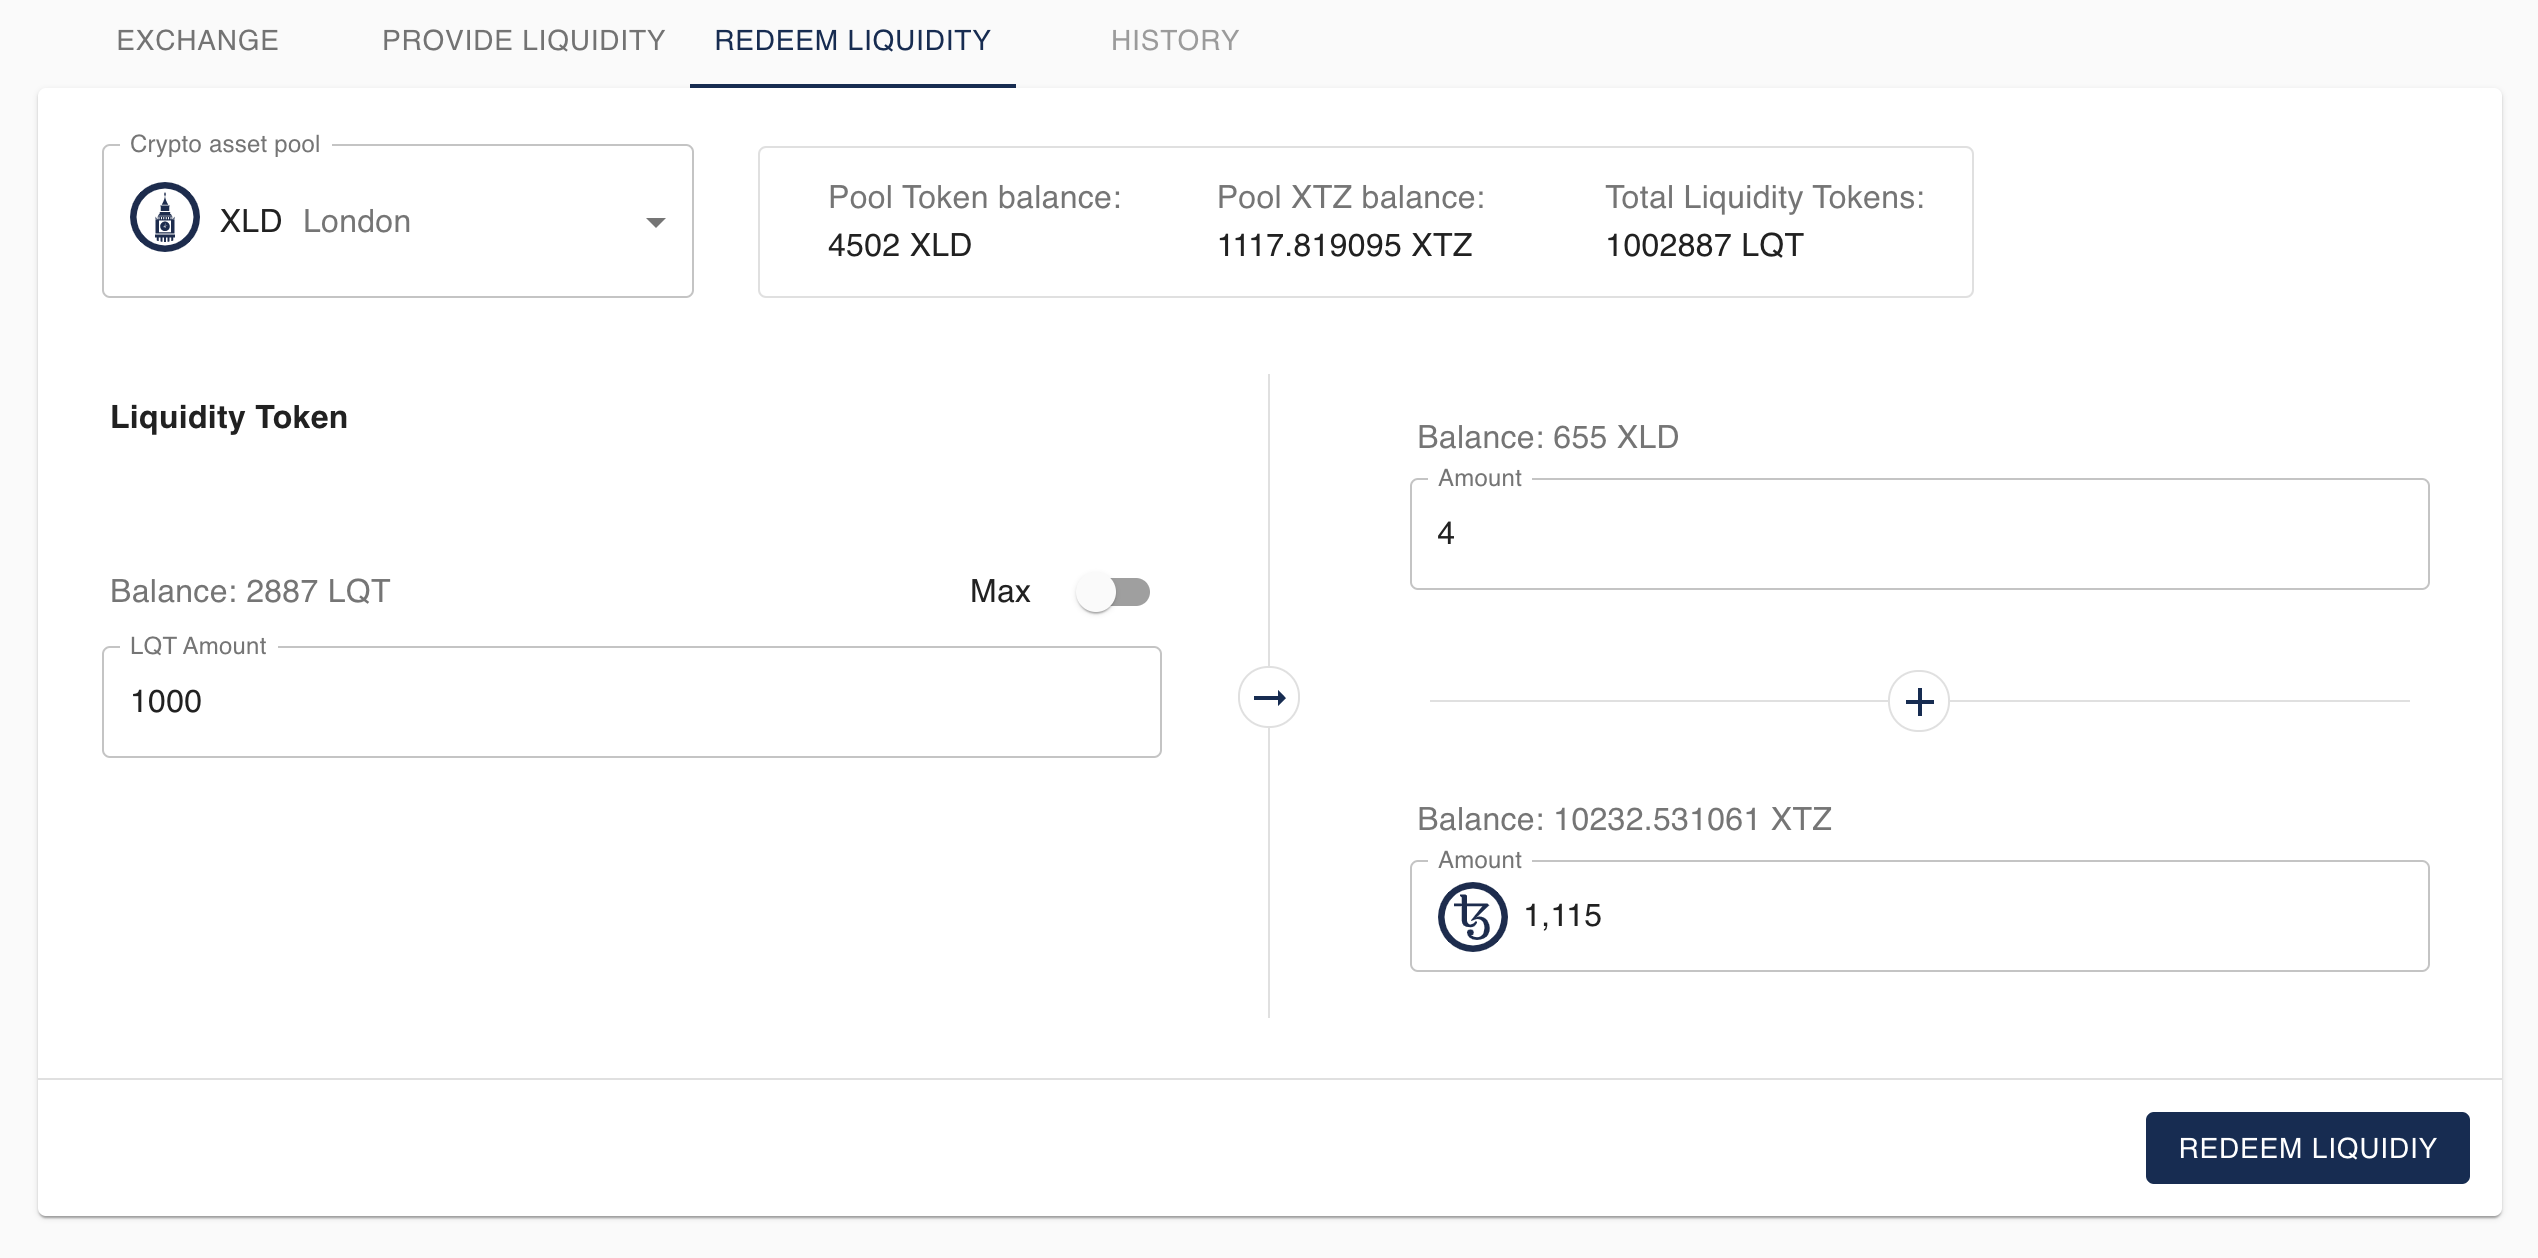 EXCHANGE PROVIDE LIQUIDITY REDEEM LIQUIDITY HISTORY
Crypto asset pool
XLD London
Pool Token balance: Pool XTZ balance: Total Liquidity Tokens:
4502 XLD 1117.819095 XTZ 1002887 LQT
Liquidity Token
Balance: 655 XLD
Amount
4
Balance: 2887 LQT Max
LQT Amount
1000
Balance: 10232.531061 XTZ
Amount
1,115
REDEEM LIQUIDIY